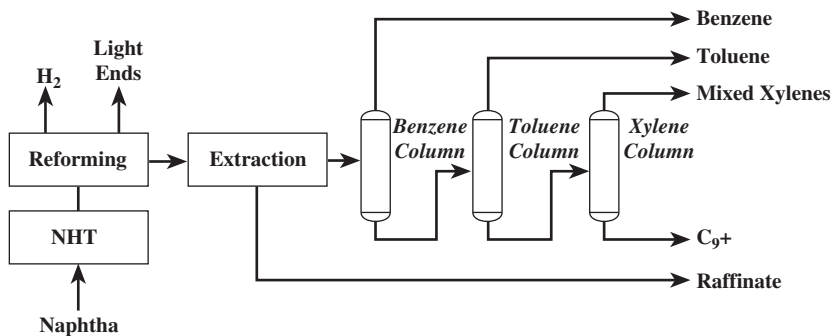 Benzene
Light
Ends
Toluene
H₂
Mixed Xylenes
Benzene
Column
Toluene
Column
Xylene
Column
Reforming
Extraction
NHT
C₉+
Raffinate
Naphtha